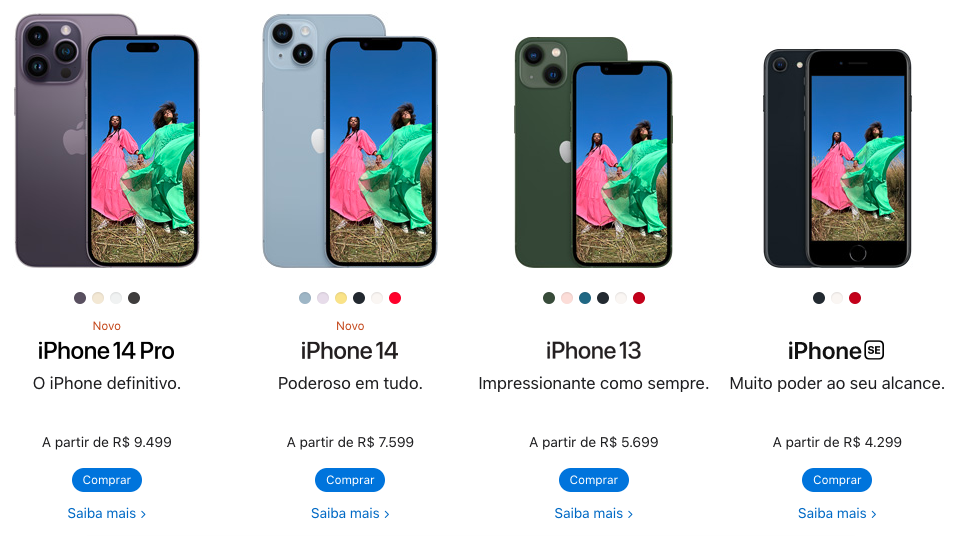 Novo
iPhone 14 Pro
O iPhone definitivo.
A partir de R$ 9.499
Comprar
Saiba mais >
Novo
iPhone 14
Poderoso em tudo.
A partir de R$ 7.599
Comprar
Saiba mais >
iPhone 13
Impressionante como sempre.
A partir de R$ 5.699
Comprar
Saiba mais >
iPhone SE
Muito poder ao seu alcance.
A partir de R$ 4.299
Comprar
Saiba mais >